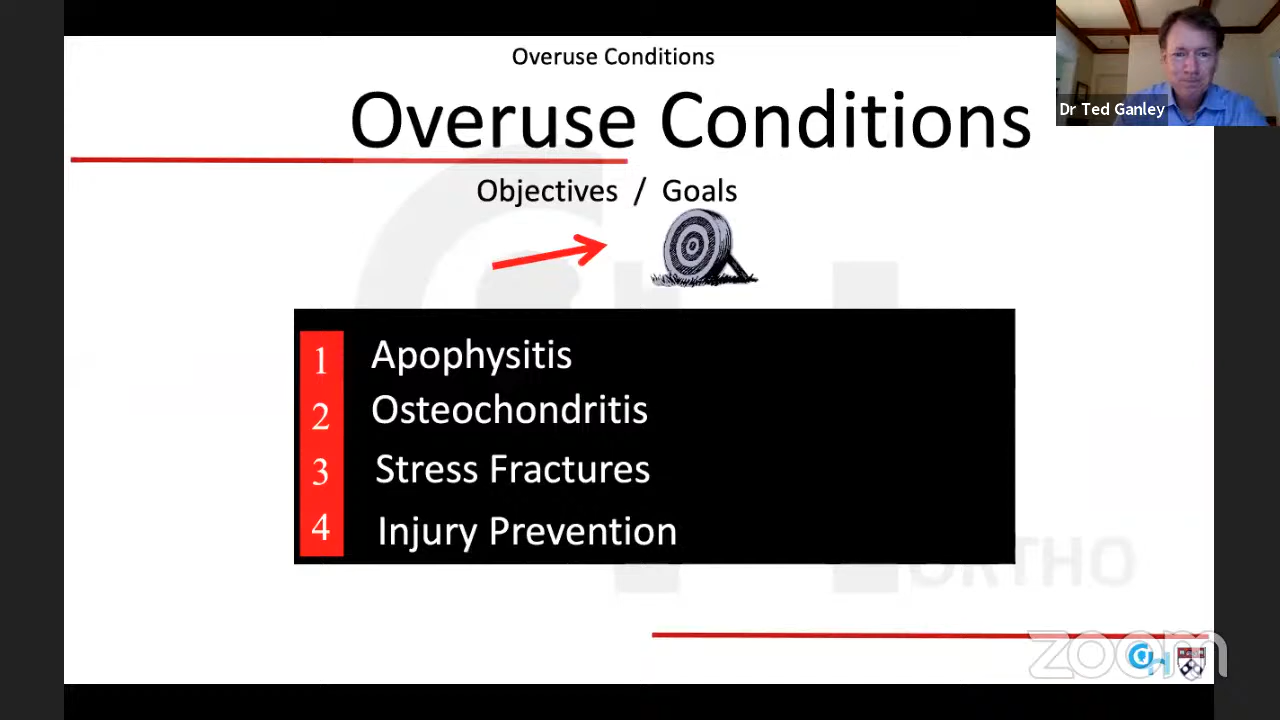 Overuse Conditions
Overuse Conditions
Dr Ted Ganley
Objectives / Goals
1 Apophysitis
2 Osteochondritis
3 Stress Fractures
4 Injury Prevention
ORTHO
zoom